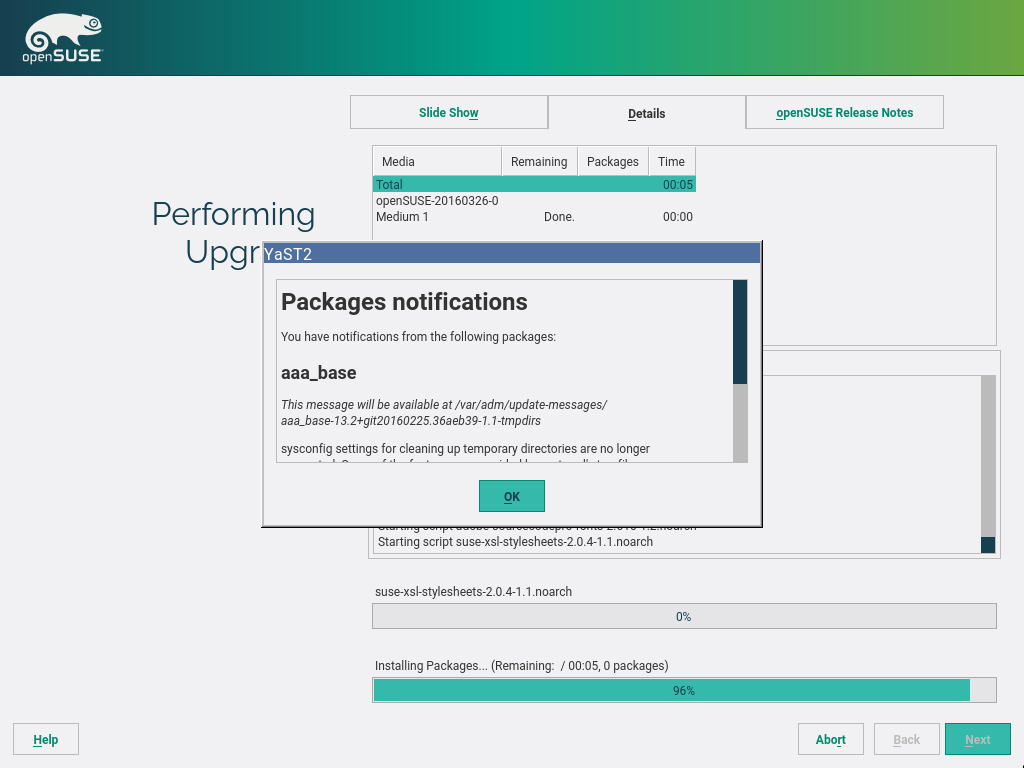 openSUSE
Slide Show
Details
openSUSE Release Notes
Media Remaining Packages Time
Total 00:05
openSUSE-20160326-0
Medium 1 Done. 00:00
Performing
Upgr
YaST2
Packages notifications
You have notifications from the following packages:
aaa_base
This message will be available at /var/adm/update-messages/
aaa_base-13.2+git20160225.36aeb39-1.1-tmpdirs
sysconfig settings for cleaning up temporary directories are no longer
OK
Starting script suse-xsl-stylesheets-2.0.4-1.1.noarch
suse-xsl-stylesheets-2.0.4-1.1.noarch
0%
Installing Packages... (Remaining:  / 00:05, 0 packages)
96%
Help
Abort
Back
Next